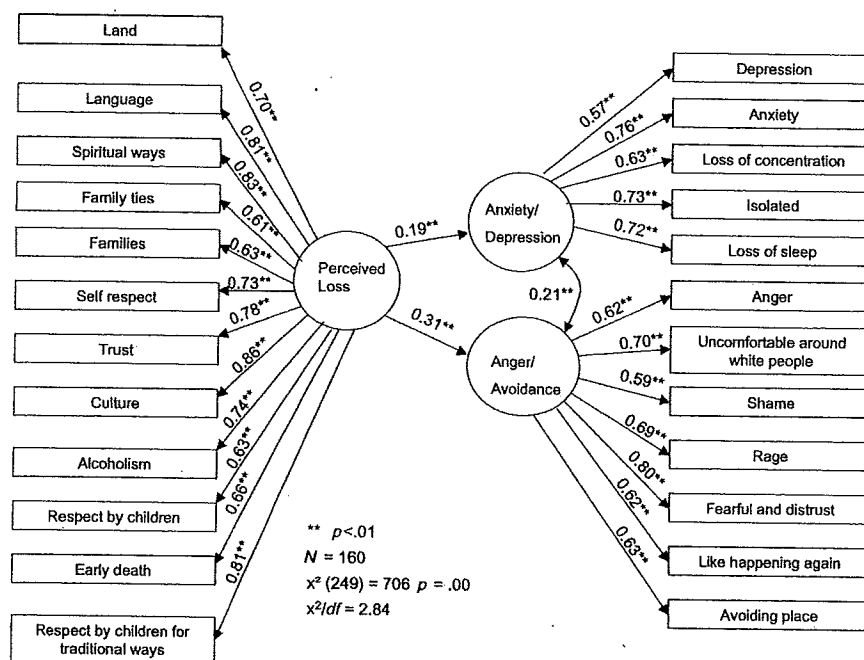 Land
Language
Spiritual ways
Family ties
Families
Self respect
Trust
Culture
Alcoholism
Respect by children
Early death
Respect by children for
traditional ways
0.70**
0.81**
0.83**
0.61**
0.63**
0.73**
0.78**
0.86**
0.74**
0.63**
0.66**
0.81**
Perceived
Loss
0.19**
0.31**
Anxiety/
Depression
0.21**
Anger/
Avoidance
0.57**
0.76**
0.63**
0.73**
0.72**
0.62**
0.70**
0.59**
0.69**
0.80**
0.62**
0.63**
Depression
Anxiety
Loss of concentration
Isolated
Loss of sleep
Anger
Uncomfortable around
white people
Shame
Rage
Fearful and distrust
Like happening again
Avoiding place
** p<.01
N = 160
x² (249) = 706 p = .00
x²/df = 2.84